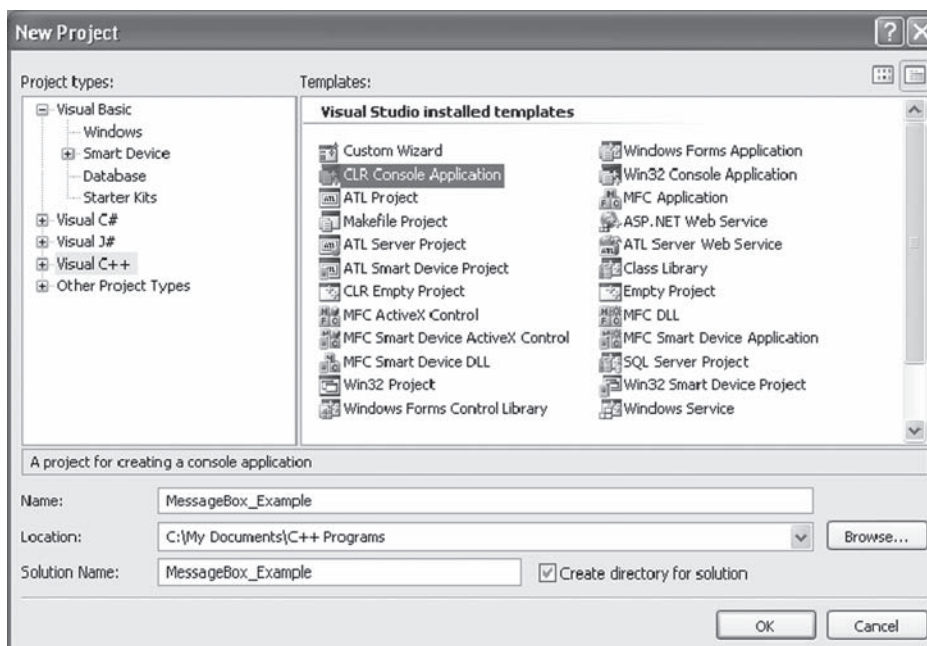 New Project
Project types:
Visual Basic
Windows
Smart Device
Database
Starter Kits
Visual C#
Visual J#
Visual C++
Other Project Types
Templates:
Visual Studio installed templates
Custom Wizard
CLR Console Application
ATL Project
Makefile Project
ATL Server Project
ATL Smart Device Project
CLR Empty Project
MFC ActiveX Control
MFC Smart Device ActiveX Control
MFC Smart Device DLL
Win32 Project
Windows Forms Control Library
Windows Forms Application
Win32 Console Application
MFC Application
ASP.NET Web Service
ATL Server Web Service
Class Library
Empty Project
MFC DLL
MFC Smart Device Application
SQL Server Project
Win32 Smart Device Project
Windows Service
A project for creating a console application
Name: MessageBox_Example
Location: C:\My Documents\C++ Programs Browse...
Solution Name: MessageBox_Example Create directory for solution
OK Cancel